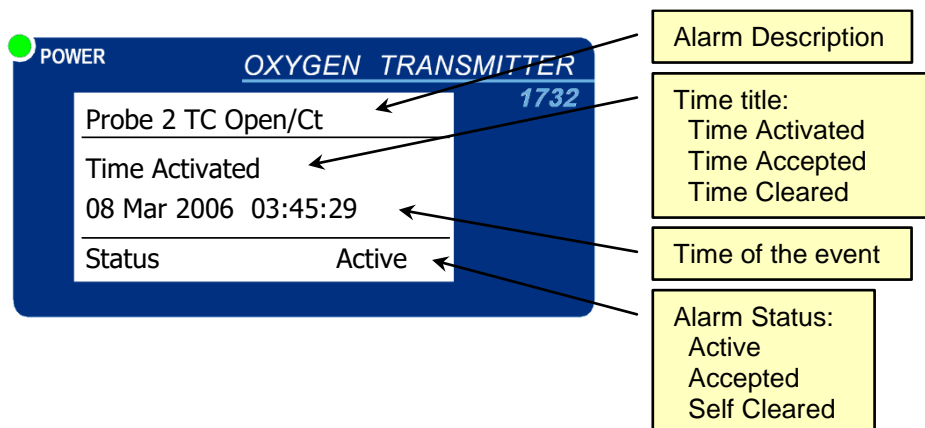 POWER
OXYGEN TRANSMITTER
1732
Probe 2 TC Open/Ct
Time Activated
08 Mar 2006 03:45:29
Status Active
Alarm Description
Time title:
Time Activated
Time Accepted
Time Cleared
Time of the event
Alarm Status:
Active
Accepted
Self Cleared